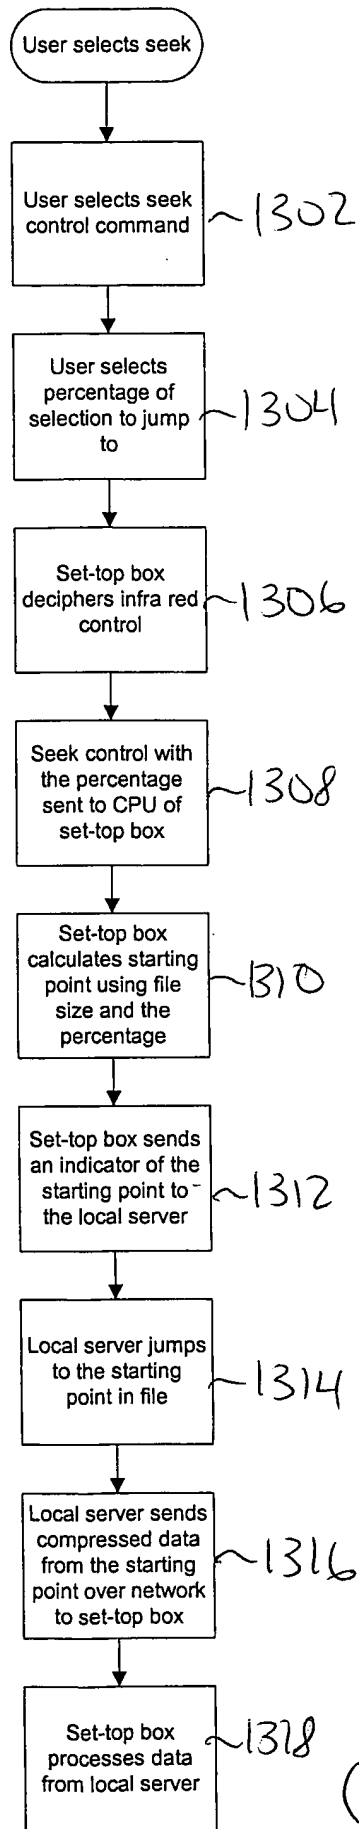 User selects seek
User selects seek
control command
1302
User selects
percentage of
selection to jump
to
1304
Set-top box
deciphers infra red
control
1306
Seek control with
the percentage
sent to CPU of
set-top box
1308
Set-top box
calculates starting
point using file
size and the
percentage
1310
Set-top box sends
an indicator of the
starting point to
the local server
1312
Local server jumps
to the starting
point in file
1314
Local server sends
compressed data
from the starting
point over network
to set-top box
1316
Set-top box
processes data
from local server
1318